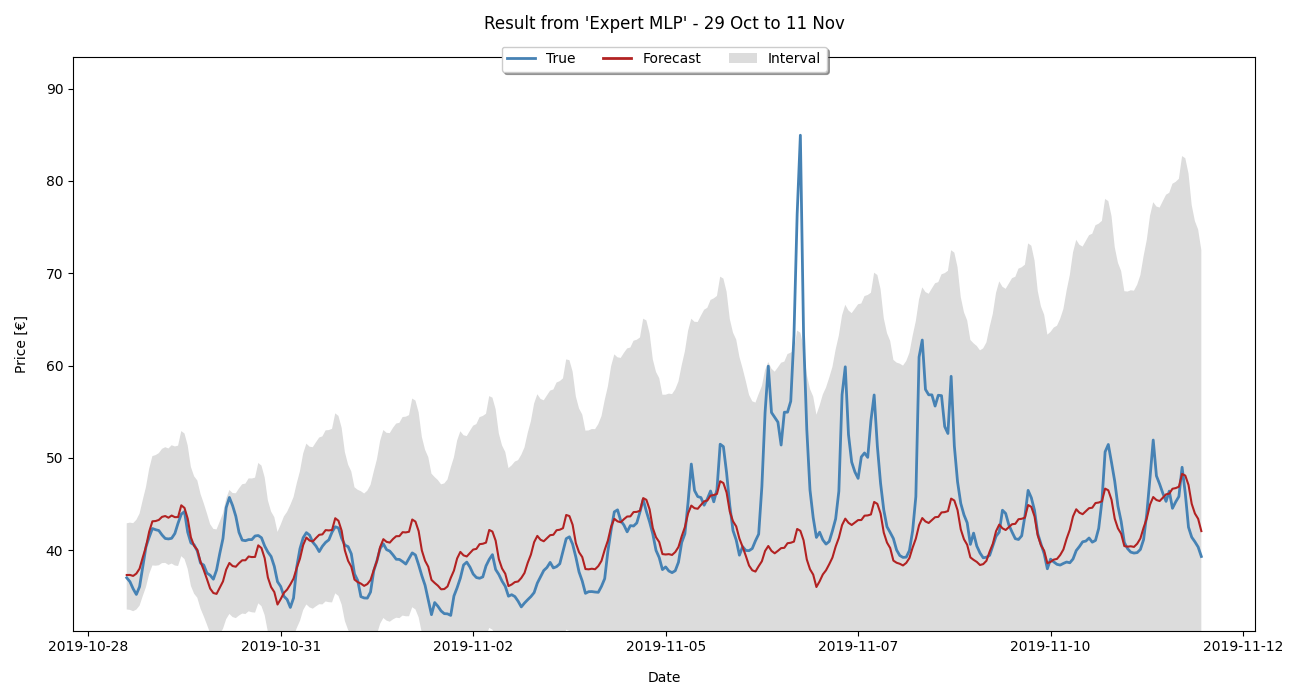 Result from 'Expert MLP' - 29 Oct to 11 Nov
True Forecast Interval
90
80
70
60
50
40
Price [€]
2019-10-28 2019-10-31 2019-11-02 2019-11-05 2019-11-07 2019-11-10 2019-11-12
Date